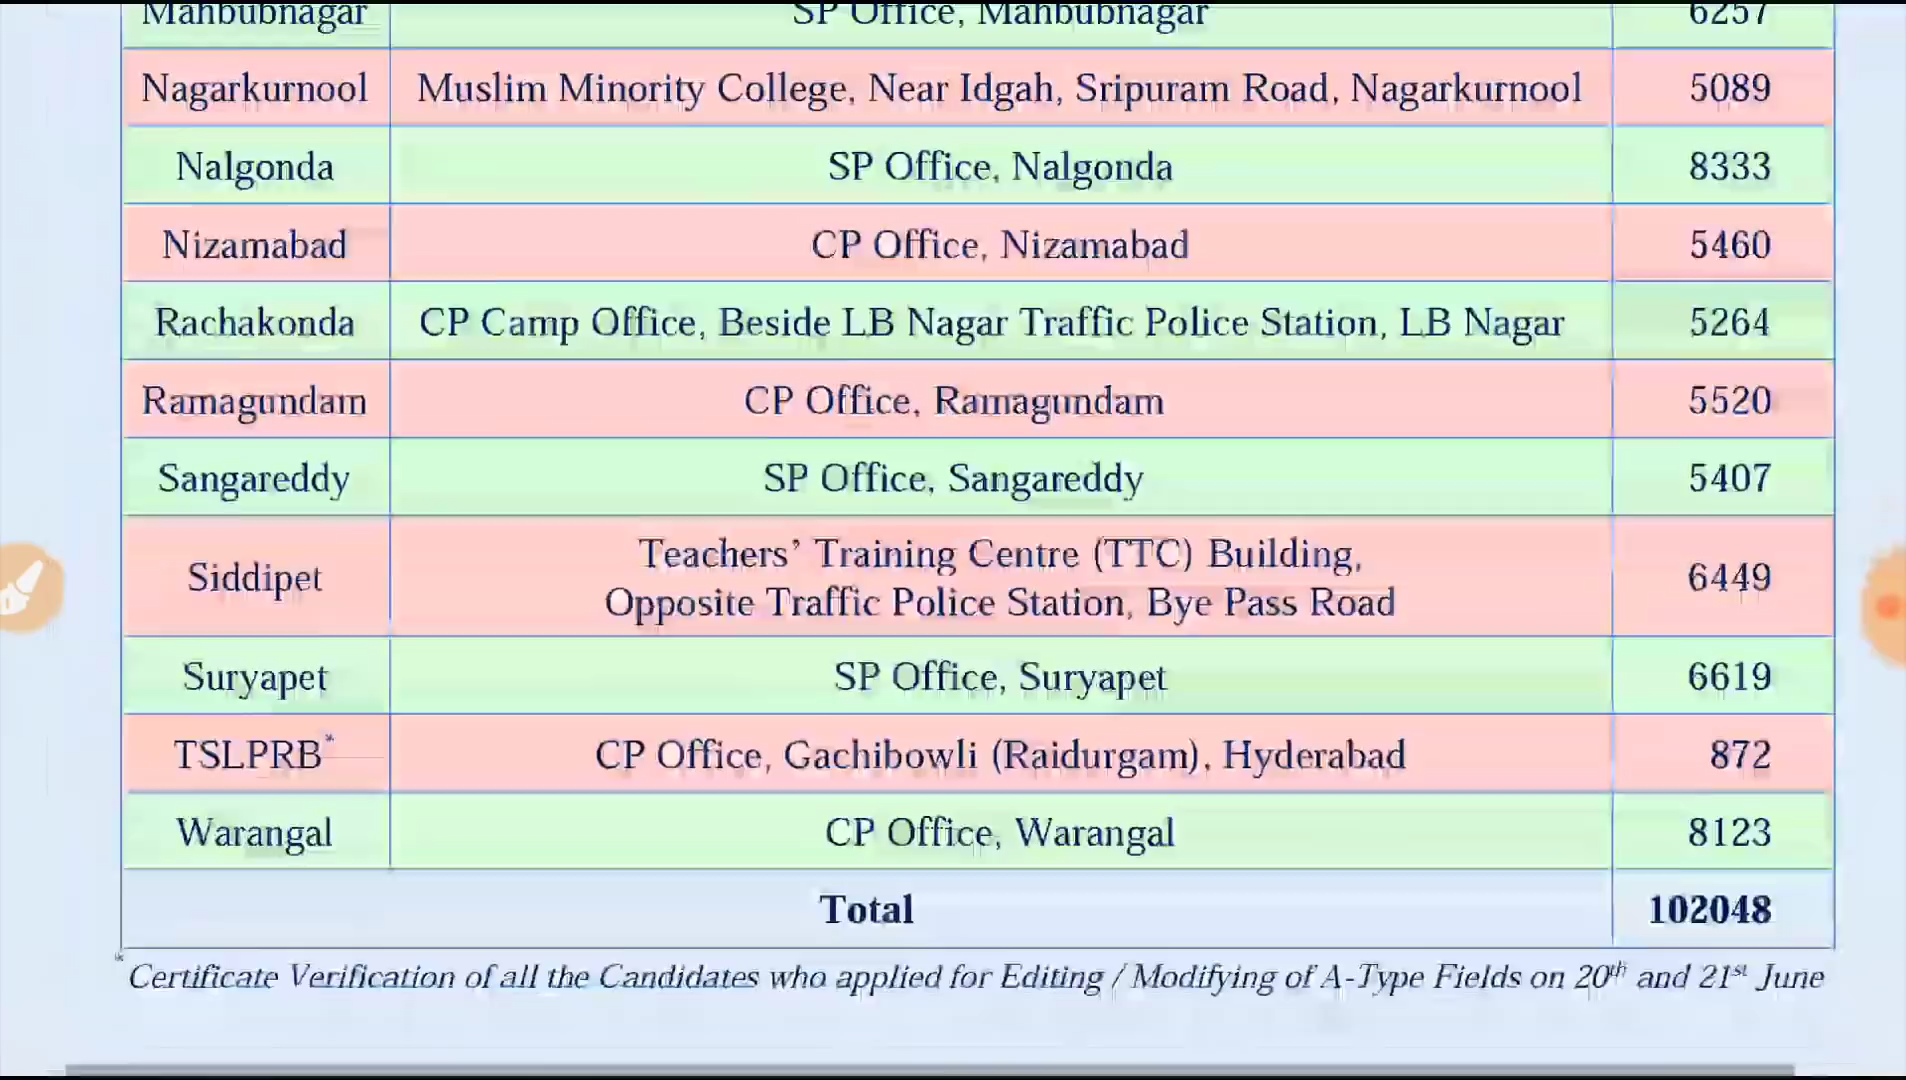 Mahbubnagar SP Office, Mahbubnagar 6257
Nagarkurnool Muslim Minority College, Near Idgah, Sripuram Road, Nagarkurnool 5089
Nalgonda SP Office, Nalgonda 8333
Nizamabad CP Office, Nizamabad 5460
Rachakonda CP Camp Office, Beside LB Nagar Traffic Police Station, LB Nagar 5264
Ramagundam CP Office, Ramagundam 5520
Sangareddy SP Office, Sangareddy 5407
Siddipet Teachers’ Training Centre (TTC) Building, 6449
Opposite Traffic Police Station, Bye Pass Road
Suryapet SP Office, Suryapet 6619
TSLPRB* CP Office, Gachibowli (Raidurgam), Hyderabad 872
Warangal CP Office, Warangal 8123
Total 102048
* Certificate Verification of all the Candidates who applied for Editing / Modifying of A-Type Fields on 20th and 21st June